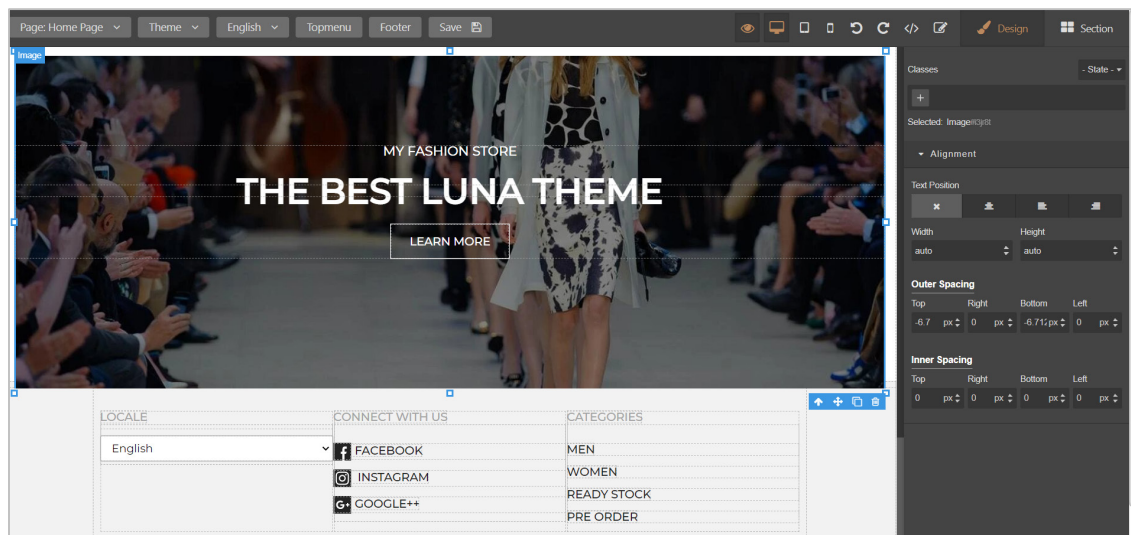 Page: Home Page Theme English Topmenu Footer Save Design Section
Image
MY FASHION STORE
THE BEST LUNA THEME
LEARN MORE
LOCALE
English
CONNECT WITH US
FACEBOOK
INSTAGRAM
GOOGLE++
CATEGORIES
MEN
WOMEN
READY STOCK
PRE ORDER
Classes - State -
+
Selected: Image
Alignment
Text Position
Width Height
auto auto
Outer Spacing
Top Right Bottom Left
-6.7 px 0 px -6.712 px 0 px
Inner Spacing
Top Right Bottom Left
0 px 0 px 0 px 0 px